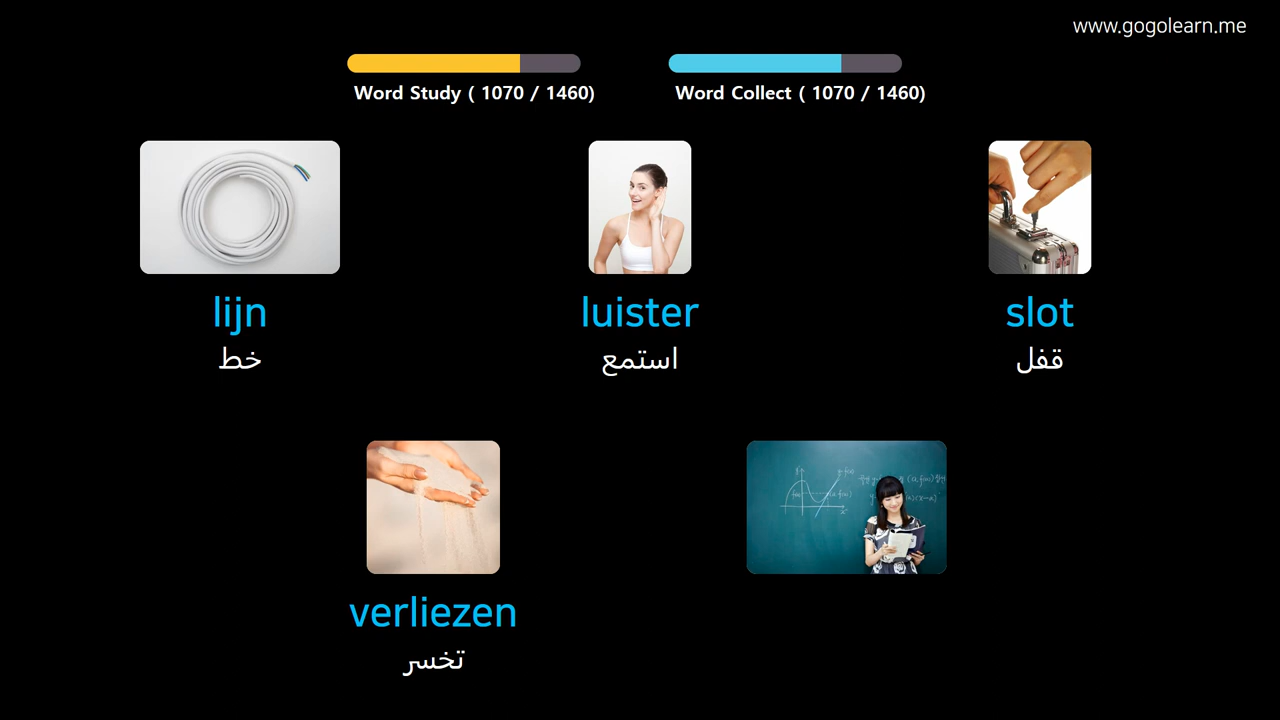 www.gogolearn.me
Word Study ( 1070 / 1460)
Word Collect ( 1070 / 1460)
lijn
خط
luister
استمع
slot
قفل
verliezen
تخسر